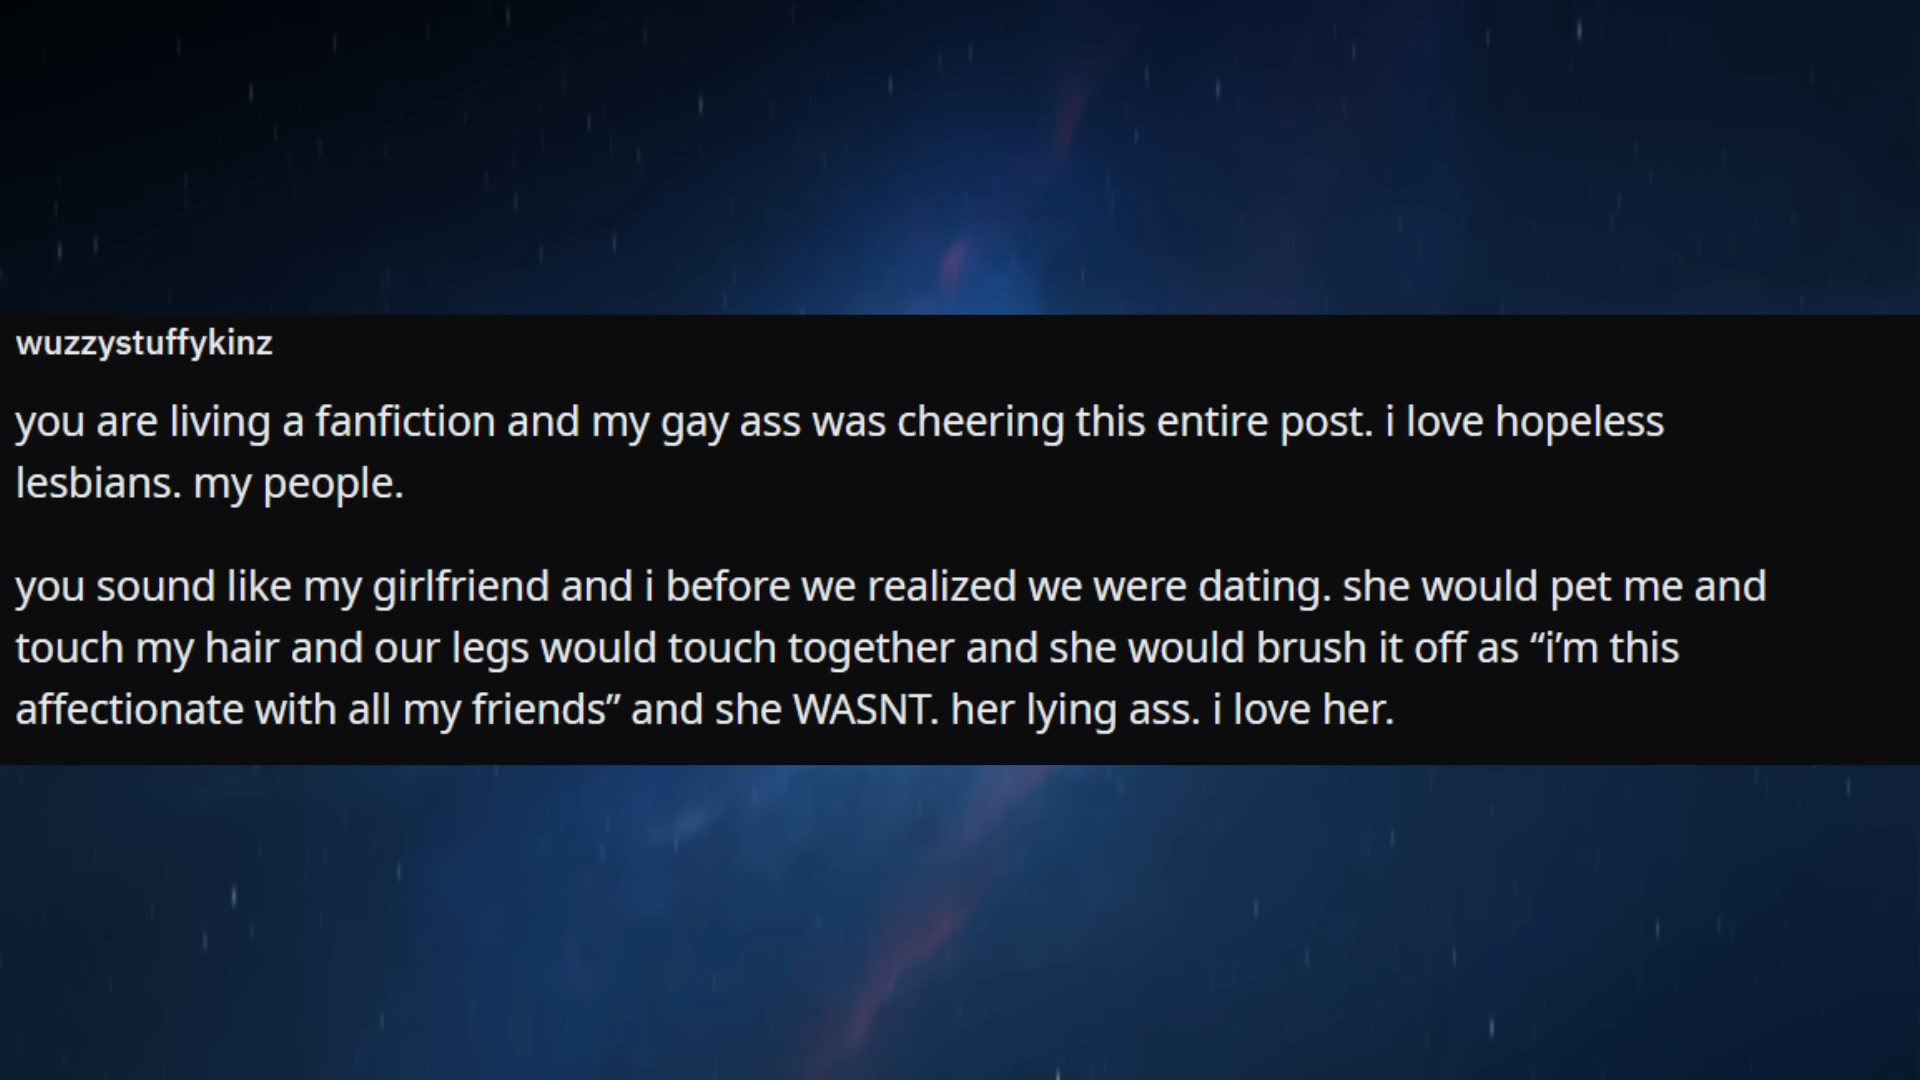 wuzzystuffykinz
you are living a fanfiction and my gay ass was cheering this entire post. i love hopeless
lesbians. my people.
you sound like my girlfriend and i before we realized we were dating. she would pet me and
touch my hair and our legs would touch together and she would brush it off as “i’m this
affectionate with all my friends” and she WASNT. her lying ass. i love her.